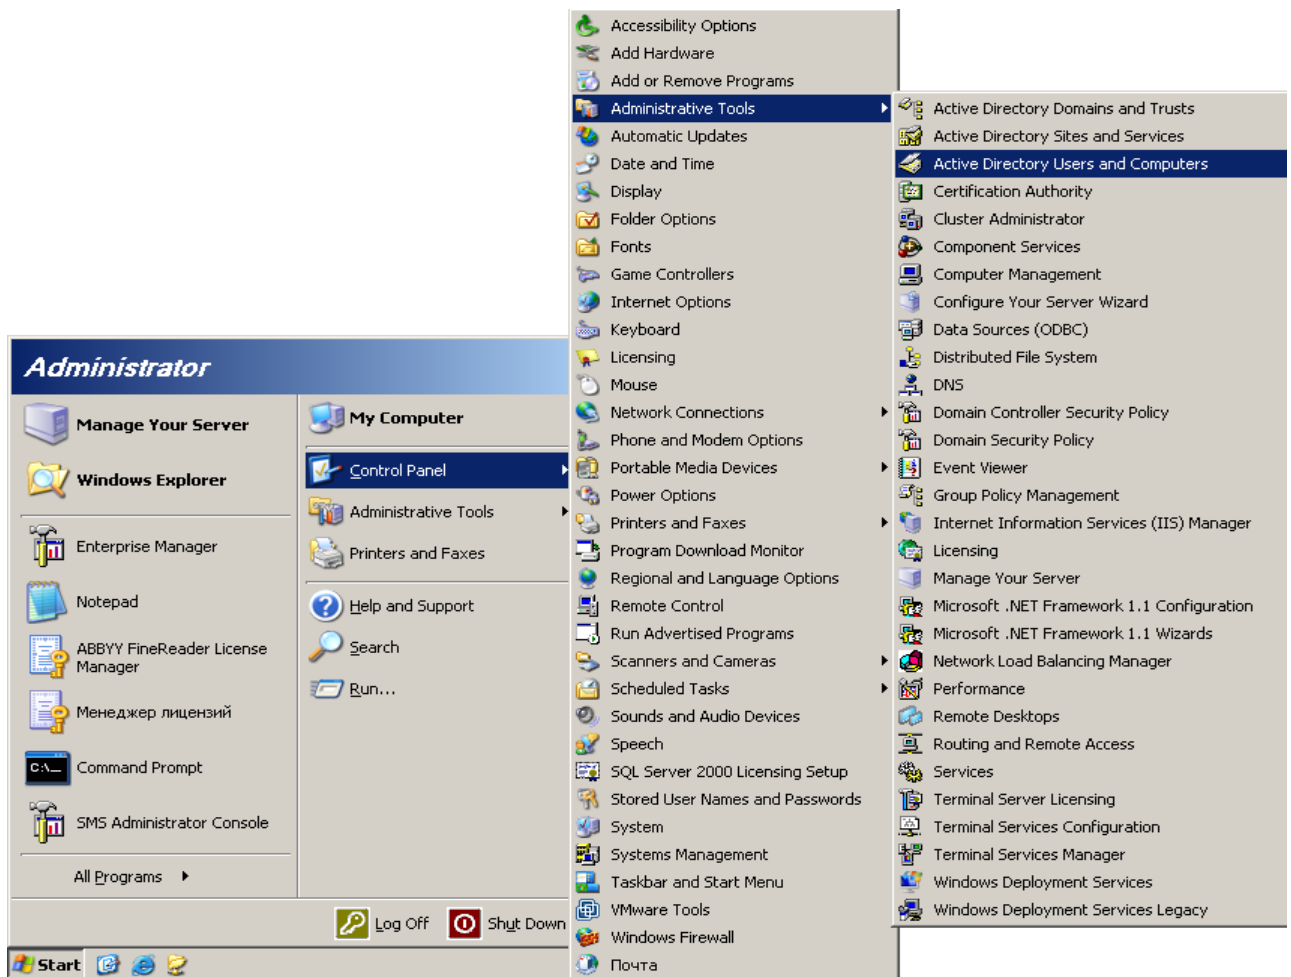 Administrator
Manage Your Server
Windows Explorer
Enterprise Manager
Notepad
ABBYY FineReader License
Manager
Менеджер лицензий
C:\_
Command Prompt
SMS Administrator Console
All Programs
My Computer
Control Panel
Administrative Tools
Printers and Faxes
Help and Support
Search
Run...
Log Off
Shut Down
Start
Accessibility Options
Add Hardware
Add or Remove Programs
Administrative Tools
Automatic Updates
Date and Time
Display
Folder Options
Fonts
Game Controllers
Internet Options
Keyboard
Licensing
Mouse
Network Connections
Phone and Modem Options
Portable Media Devices
Power Options
Printers and Faxes
Program Download Monitor
Regional and Language Options
Remote Control
Run Advertised Programs
Scanners and Cameras
Scheduled Tasks
Sounds and Audio Devices
Speech
SQL Server 2000 Licensing Setup
Stored User Names and Passwords
System
Systems Management
Taskbar and Start Menu
VMware Tools
Windows Firewall
Почта
Active Directory Domains and Trusts
Active Directory Sites and Services
Active Directory Users and Computers
Certification Authority
Cluster Administrator
Component Services
Computer Management
Configure Your Server Wizard
Data Sources (ODBC)
Distributed File System
DNS
Domain Controller Security Policy
Domain Security Policy
Event Viewer
Group Policy Management
Internet Information Services (IIS) Manager
Licensing
Manage Your Server
Microsoft .NET Framework 1.1 Configuration
Microsoft .NET Framework 1.1 Wizards
Network Load Balancing Manager
Performance
Remote Desktops
Routing and Remote Access
Services
Terminal Server Licensing
Terminal Services Configuration
Terminal Services Manager
Windows Deployment Services
Windows Deployment Services Legacy